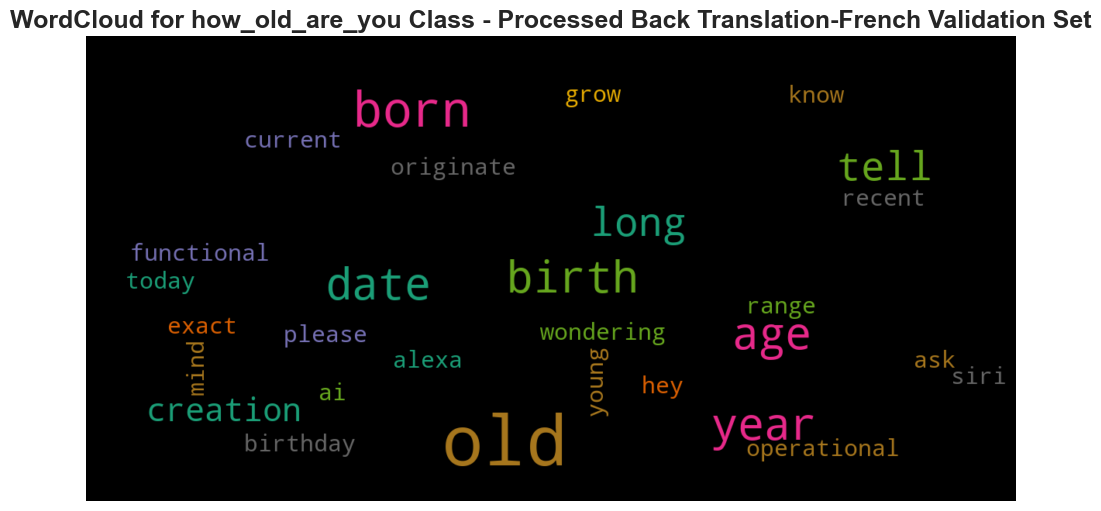 WordCloud for how_old_are_you Class - Processed Back Translation-French Validation Set
born
grow
know
current
originate
tell
recent
long
functional
today
date
birth
range
exact
please
wondering
age
mind
alexa
young
ask
siri
ai
hey
creation
birthday
old
year
operational